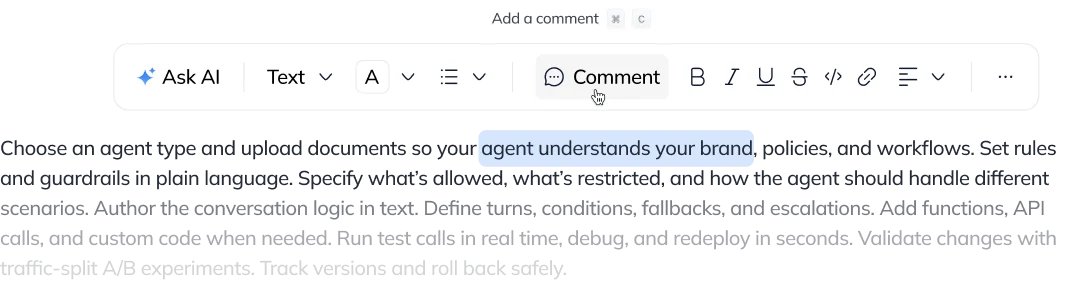 Add a comment ⌘ C
Ask AI Text A Comment B I U S </> ...
Choose an agent type and upload documents so your agent understands your brand, policies, and workflows. Set rules
and guardrails in plain language. Specify what’s allowed, what’s restricted, and how the agent should handle different
scenarios. Author the conversation logic in text. Define turns, conditions, fallbacks, and escalations. Add functions, API
calls, and custom code when needed. Run test calls in real time, debug, and redeploy in seconds. Validate changes with
traffic-split A/B experiments. Track versions and roll back safely.